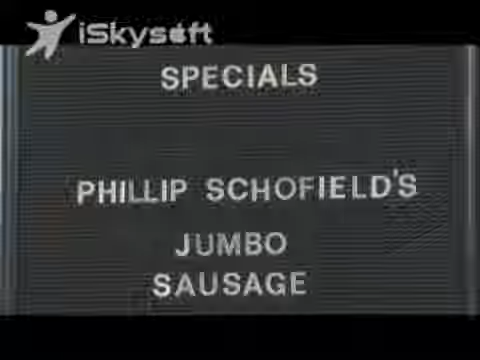 iSkysoft
SPECIALS
PHILLIP SCHOFIELD'S
JUMBO
SAUSAGE